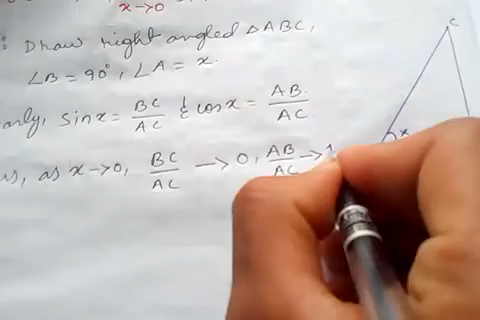 x→0
: Draw right angled ΔABC,
∠B = 90°, ∠A = x.
sin x = BC/AC & cos x = AB/AC
as x→0, BC/AC → 0, AB/AC → 1
C
x